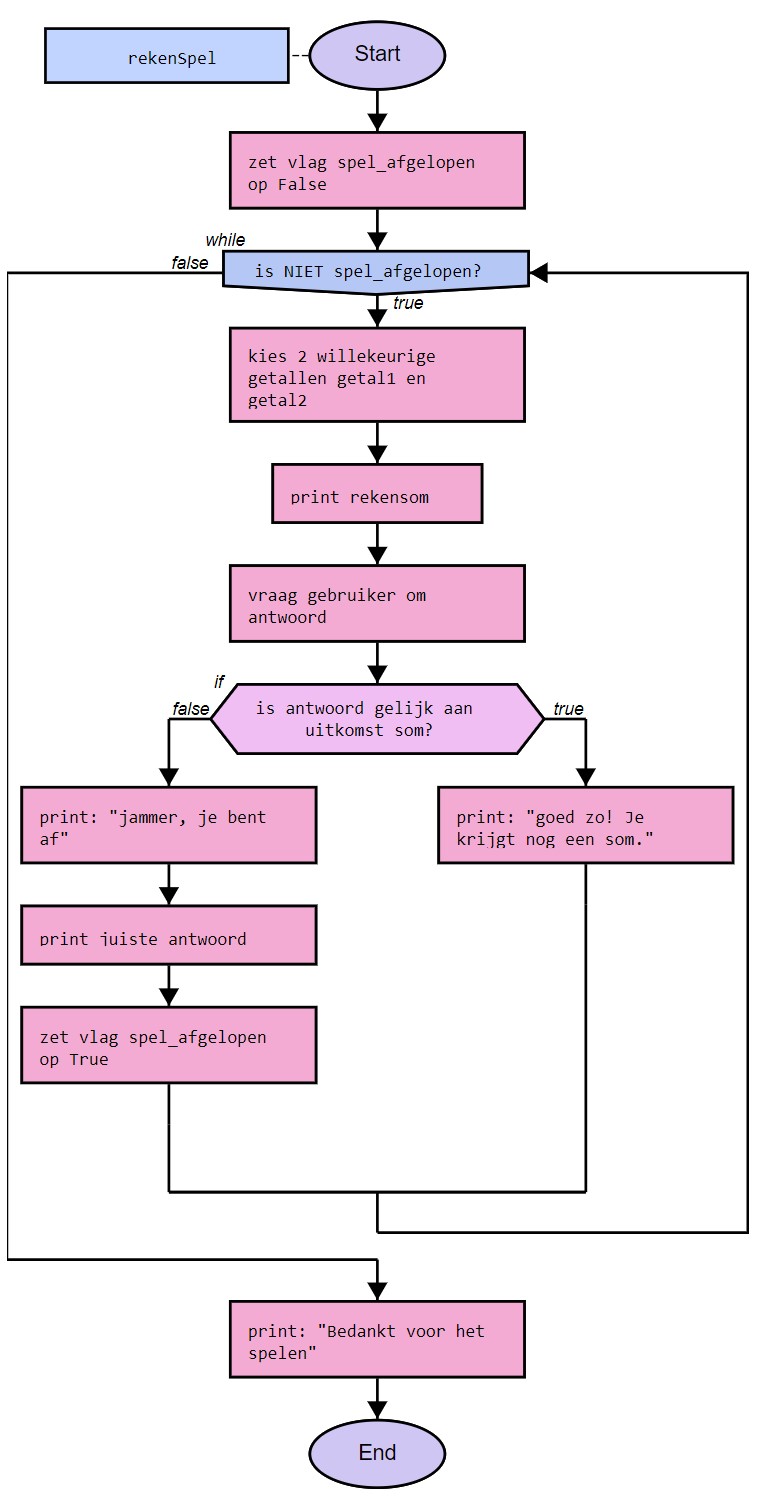 rekenSpel
Start
zet vlag spel_afgelopen
op False
while
false
is NIET spel_afgelopen?
true
kies 2 willekeurige
getallen getal1 en
getal2
print rekensom
vraag gebruiker om
antwoord
if
false
is antwoord gelijk aan
uitkomst som?
true
print: "jammer, je bent
af"
print: "goed zo! Je
krijgt nog een som."
print juiste antwoord
zet vlag spel_afgelopen
op True
print: "Bedankt voor het
spelen"
End